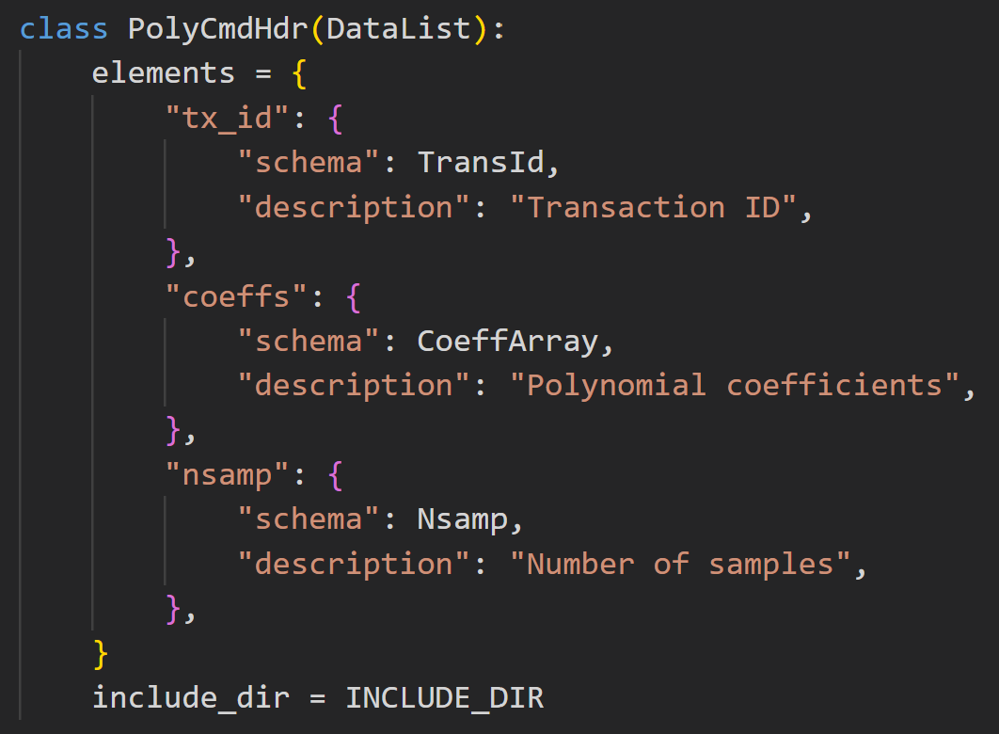 class PolyCmdHdr(DataList):
    elements = {
        "tx_id": {
            "schema": TransId,
            "description": "Transaction ID",
        },
        "coeffs": {
            "schema": CoeffArray,
            "description": "Polynomial coefficients",
        },
        "nsamp": {
            "schema": Nsamp,
            "description": "Number of samples",
        },
    }
    include_dir = INCLUDE_DIR